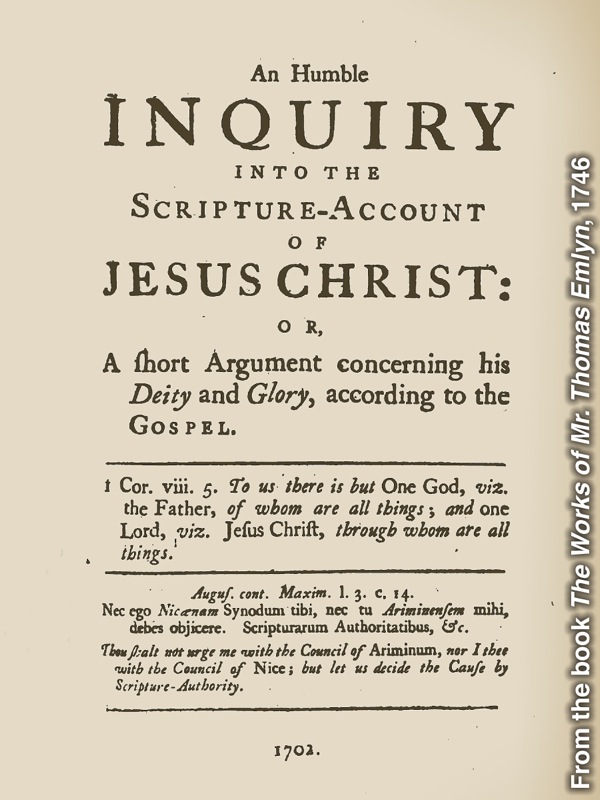 An Humble
INQUIRY
INTO THE
SCRIPTURE-ACCOUNT
OF
JESUS CHRIST:
OR,
A ſhort Argument concerning his
Deity and Glory, according to the
GOSPEL.
1 Cor. viii. 5. To us there is but One God, viz.
the Father, of whom are all things; and one
Lord, viz. Jeſus Chriſt, through whom are all
things.
Auguſ. cont. Maxim. l. 3. c. 14.
Nec ego Nicænam Synodum tibi, nec tu Ariminenſem mihi,
debes objicere. Scripturarum Authoritatibus, &c.
Thou ſhalt not urge me with the Council of Ariminum, nor I thee
with the Council of Nice; but let us decide the Cauſe by
Scripture-Authority.
1702.
From the book The Works of Mr. Thomas Emlyn, 1746